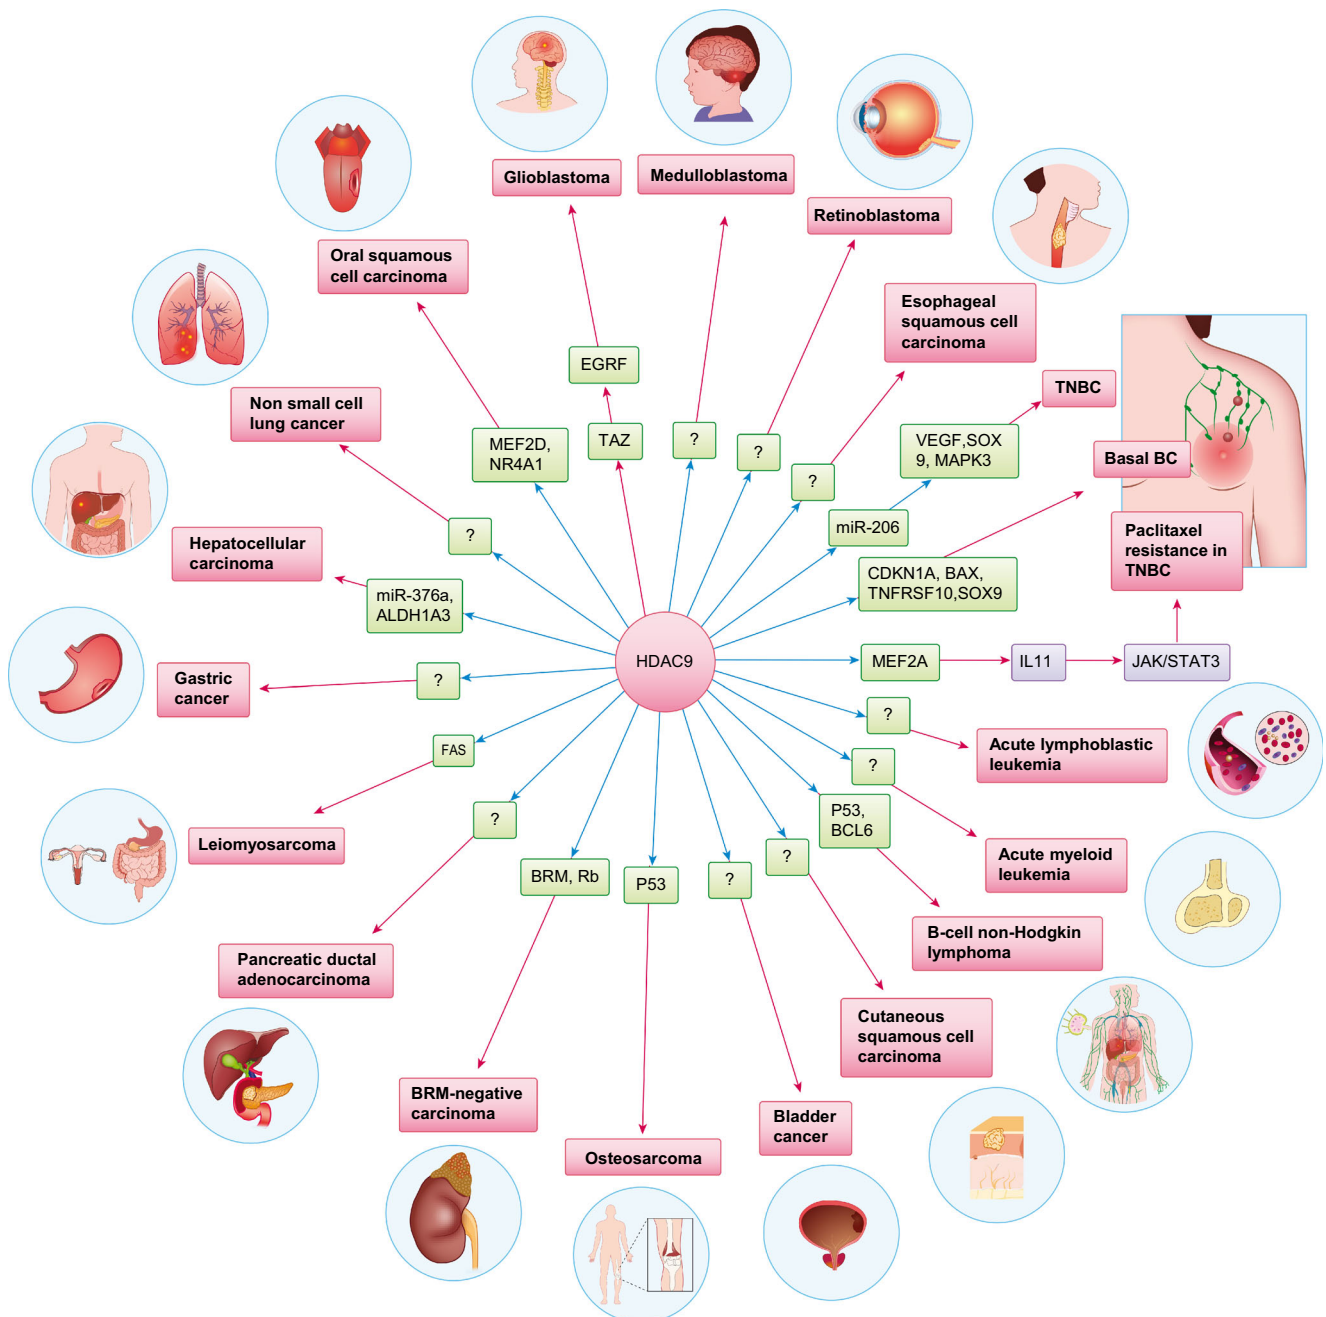 Glioblastoma
Medulloblastoma
Retinoblastoma
Oral squamous
cell carcinoma
Esophageal
squamous cell
carcinoma
EGRF
TNBC
Non small cell
lung cancer
MEF2D,
NR4A1
TAZ
?
?
?
VEGF,SOX
9, MAPK3
Basal BC
miR-206
Hepatocellular
carcinoma
?
Paclitaxel
resistance in
TNBC
miR-376a,
ALDH1A3
CDKN1A, BAX,
TNFRSF10,SOX9
HDAC9
MEF2A
IL11
JAK/STAT3
Gastric
cancer
?
?
Acute lymphoblastic
leukemia
FAS
?
Leiomyosarcoma
?
P53,
BCL6
Acute myeloid
leukemia
BRM, Rb
P53
?
?
B-cell non-Hodgkin
lymphoma
Pancreatic ductal
adenocarcinoma
Cutaneous
squamous cell
carcinoma
BRM-negative
carcinoma
Bladder
cancer
Osteosarcoma